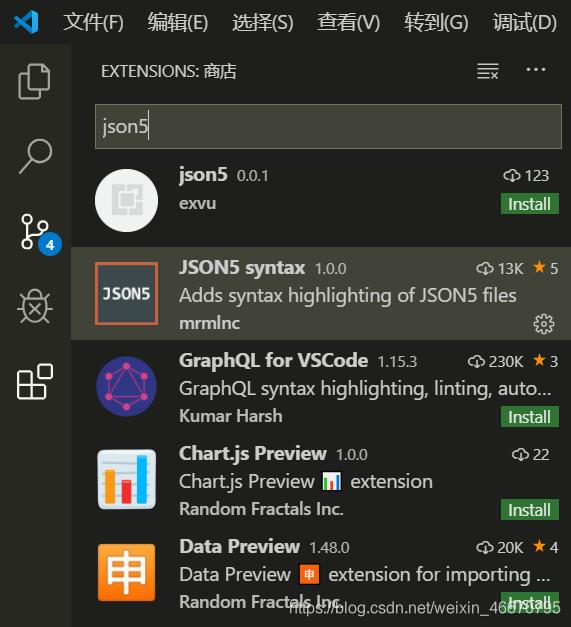 文件(F) 编辑(E) 选择(S) 查看(V) 转到(G) 调试(D)
EXTENSIONS: 商店
json5
json5 0.0.1 123
exvu Install
JSON5
JSON5 syntax 1.0.0 13K ★ 5
Adds syntax highlighting of JSON5 files
mrmlnc
4
GraphQL for VSCode 1.15.3 230K ★ 3
GraphQL syntax highlighting, linting, auto...
Kumar Harsh Install
Chart.js Preview 1.0.0 22
Chart.js Preview 📊 extension
Random Fractals Inc. Install
申
Data Preview 1.48.0 20K ★ 4
Data Preview 🈸 extension for importing ...
Random Fractals Inc. Install
https://blog.csdn.net/weixin_46670795